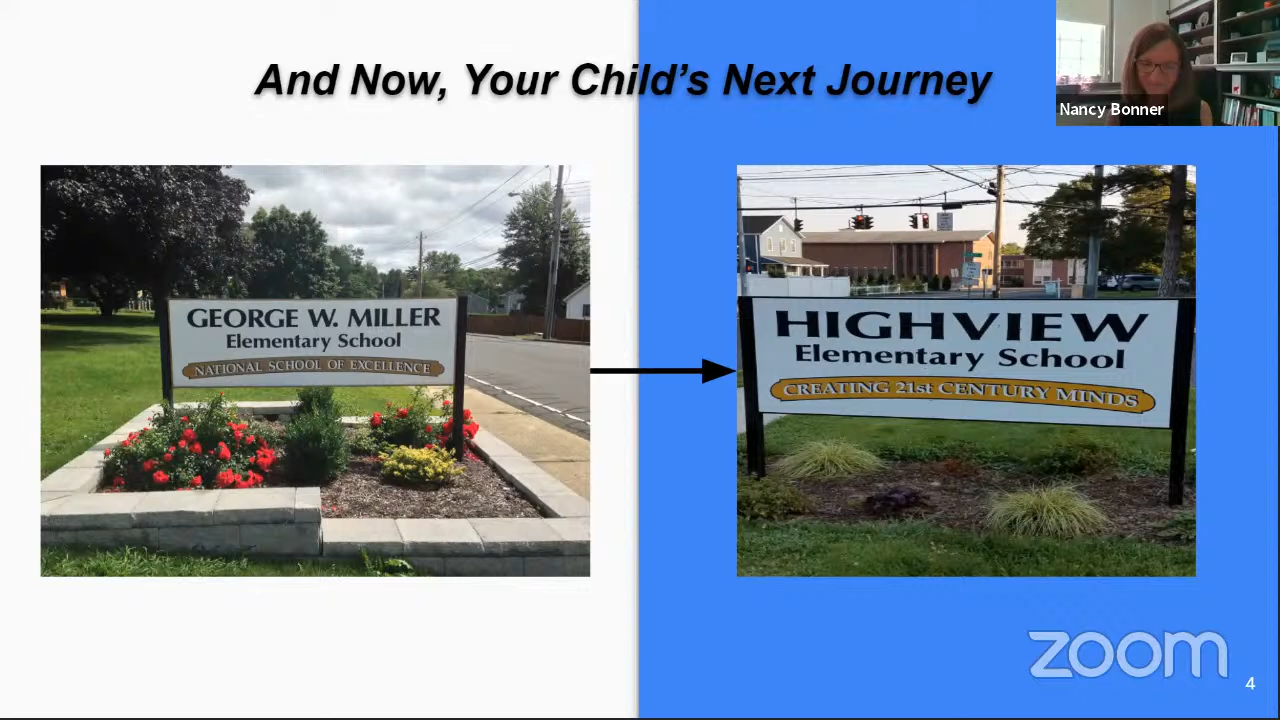 And Now, Your Child's Next Journey
Nancy Bonner
GEORGE W. MILLER
Elementary School
NATIONAL SCHOOL OF EXCELLENCE
HIGHVIEW
Elementary School
CREATING 21st CENTURY MINDS
zoom
4